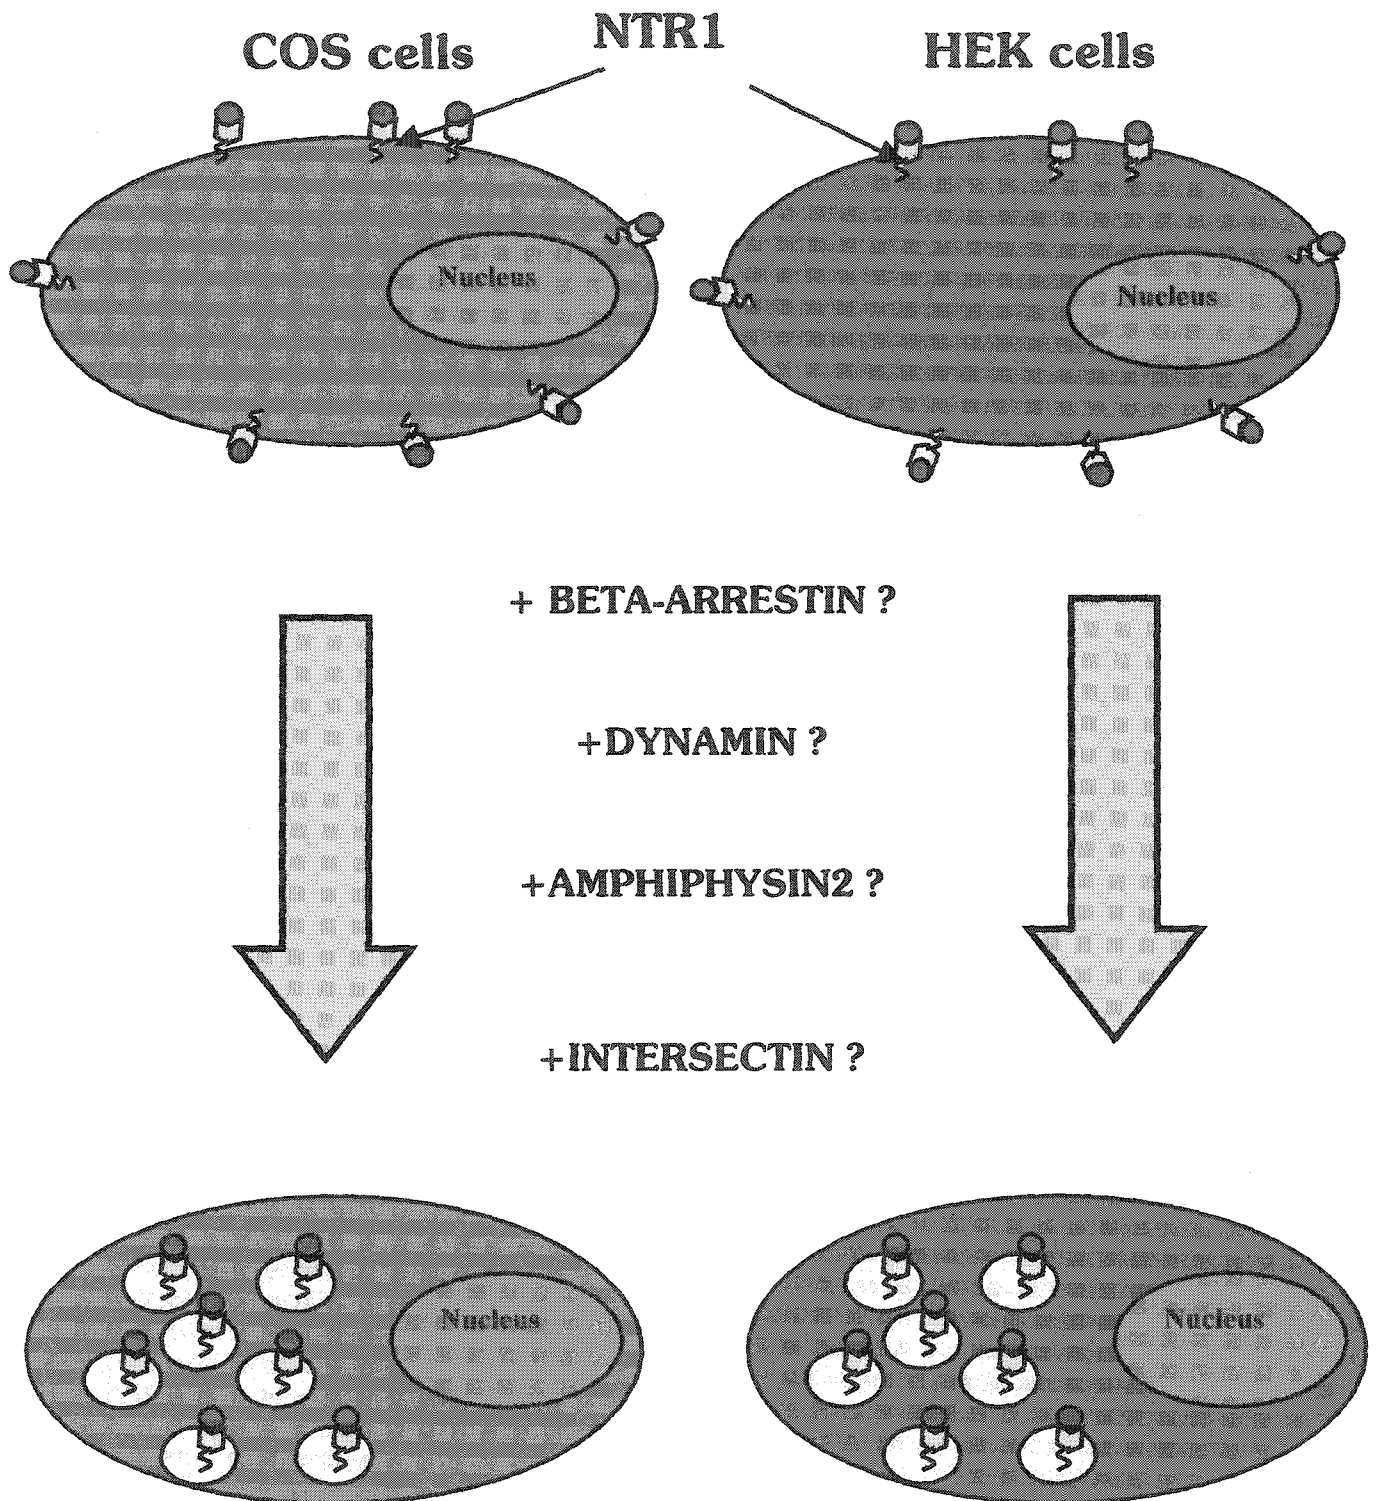 NTR1
COS cells
HEK cells
Nucleus
Nucleus
+ BETA-ARRESTIN ?
+DYNAMIN ?
+AMPHIPHYSIN2 ?
+INTERSECTIN ?
Nucleus
Nucleus